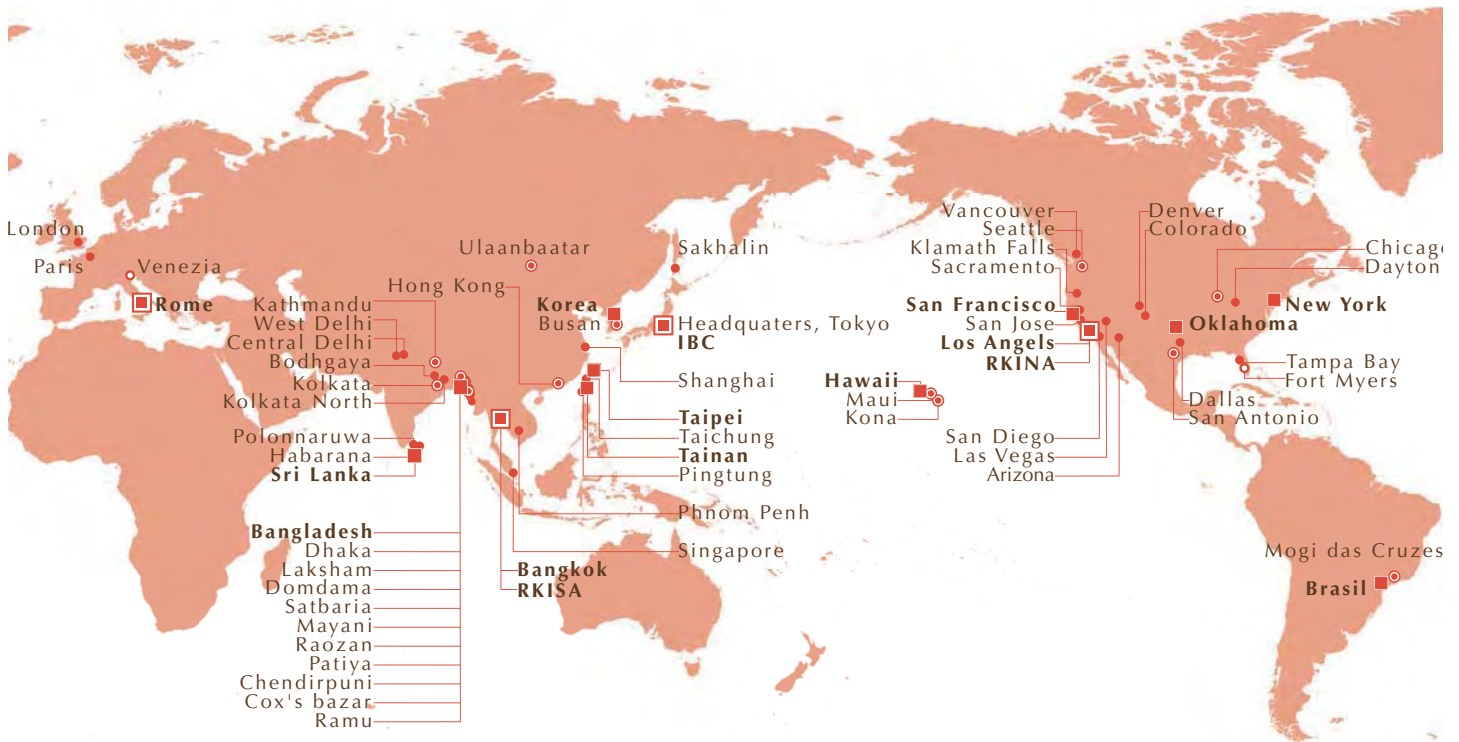 London
Paris
Venezia
Rome
Ulaanbaatar
Sakhalin
Hong Kong
Kathmandu
West Delhi
Central Delhi
Bodhgaya
Kolkata
Kolkata North
Korea
Busan
Headquaters, Tokyo
IBC
Shanghai
Taipei
Taichung
Tainan
Pingtung
Phnom Penh
Singapore
Polonnaruwa
Habarana
Sri Lanka
Bangladesh
Dhaka
Laksham
Domdama
Satbaria
Mayani
Raozan
Patiya
Chendirpuni
Cox's bazar
Ramu
Bangkok
RKISA
Vancouver
Seattle
Klamath Falls
Sacramento
San Francisco
San Jose
Los Angels
RKINA
Hawaii
Maui
Kona
San Diego
Las Vegas
Arizona
Denver
Colorado
Chicago
Dayton
New York
Oklahoma
Tampa Bay
Fort Myers
Dallas
San Antonio
Mogi das Cruzes
Brasil